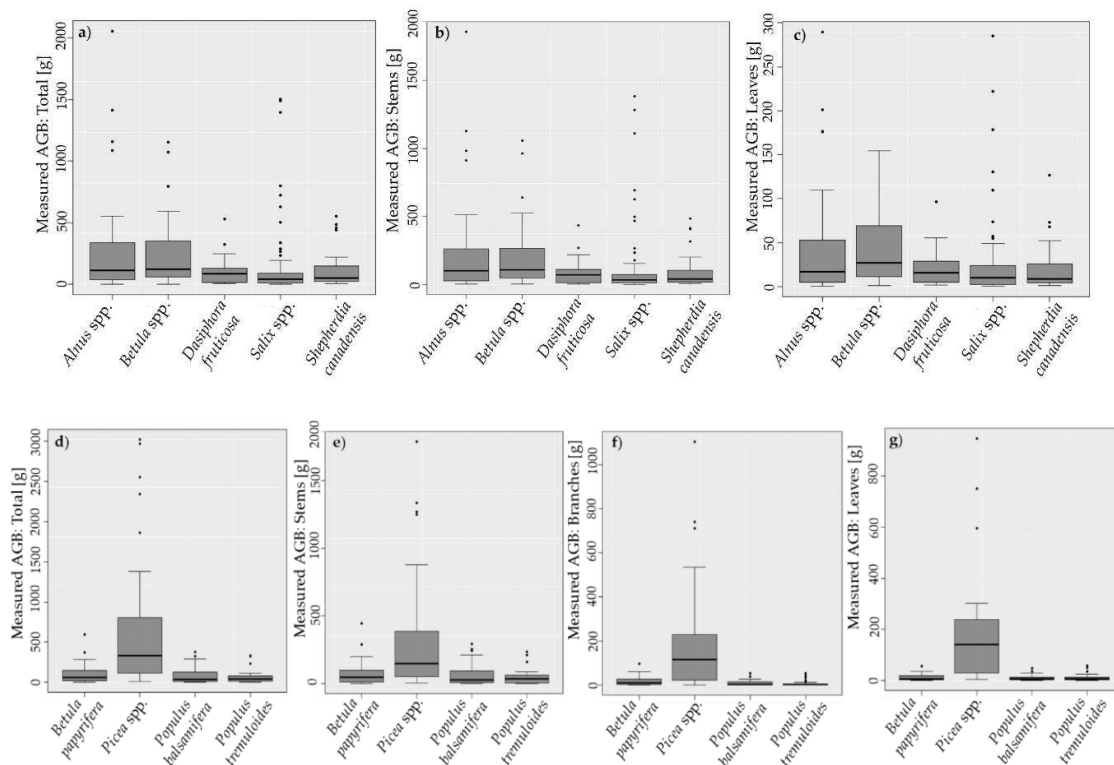 a)
Measured AGB: Total [g]
0
500
1000
1500
2000
Alnus spp.
Betula spp.
Dasiphora
fruticosa
Salix spp.
Shepherdia
canadensis
b)
Measured AGB: Stems [g]
0
500
1000
1500
2000
Alnus spp.
Betula spp.
Dasiphora
fruticosa
Salix spp.
Shepherdia
canadensis
c)
Measured AGB: Leaves [g]
0
50
100
150
200
250
300
Alnus spp.
Betula spp.
Dasiphora
fruticosa
Salix spp.
Shepherdia
canadensis
d)
Measured AGB: Total [g]
0
500
1000
1500
2000
2500
3000
Betula
papyrifera
Picea spp.
Populus
balsamifera
Populus
tremuloides
e)
Measured AGB: Stems [g]
0
500
1000
1500
2000
Betula
papyrifera
Picea spp.
Populus
balsamifera
Populus
tremuloides
f)
Measured AGB: Branches [g]
0
200
400
600
800
1000
Betula
papyrifera
Picea spp.
Populus
balsamifera
Populus
tremuloides
g)
Measured AGB: Leaves [g]
0
200
400
600
800
Betula
papyrifera
Picea spp.
Populus
balsamifera
Populus
tremuloides